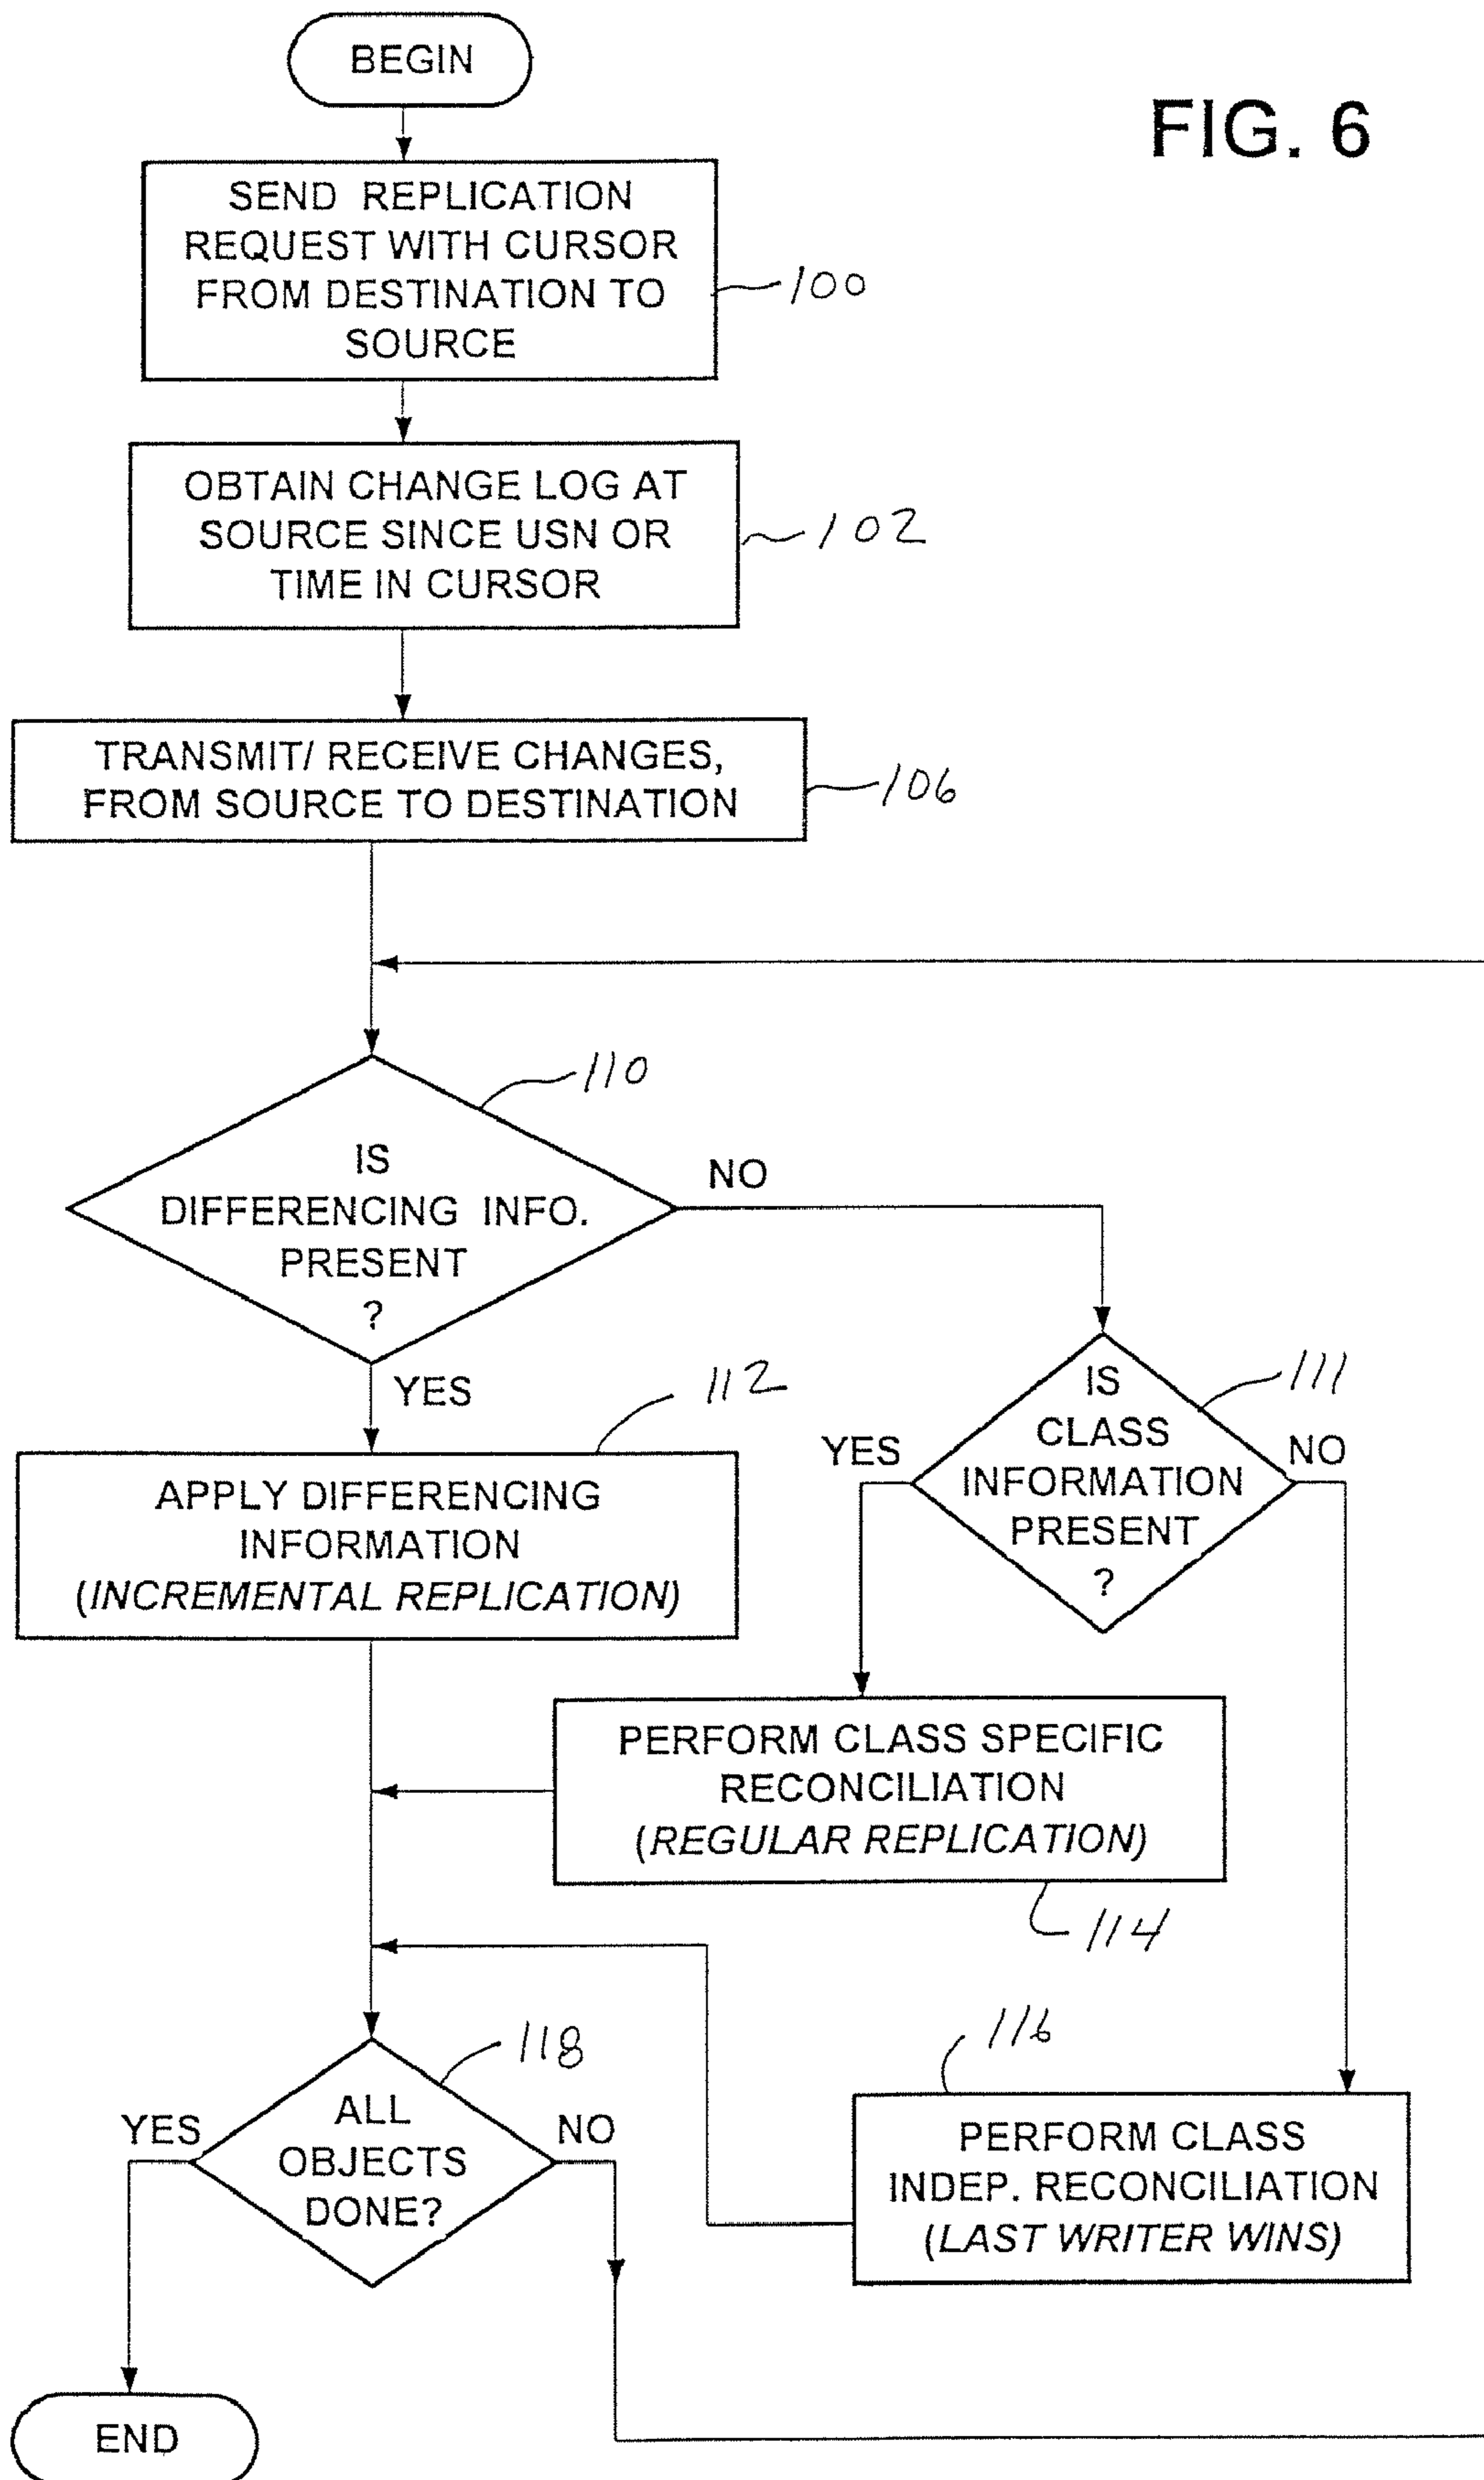 BEGIN
FIG. 6
SEND REPLICATION
REQUEST WITH CURSOR
FROM DESTINATION TO
SOURCE
100
OBTAIN CHANGE LOG AT
SOURCE SINCE USN OR
TIME IN CURSOR
102
TRANSMIT/ RECEIVE CHANGES,
FROM SOURCE TO DESTINATION
106
110
IS
DIFFERENCING INFO.
PRESENT
?
NO
YES
111
IS
CLASS
INFORMATION
PRESENT
?
YES
NO
112
APPLY DIFFERENCING
INFORMATION
(INCREMENTAL REPLICATION)
PERFORM CLASS SPECIFIC
RECONCILIATION
(REGULAR REPLICATION)
114
116
118
ALL
OBJECTS
DONE?
YES
NO
PERFORM CLASS
INDEP. RECONCILIATION
(LAST WRITER WINS)
END